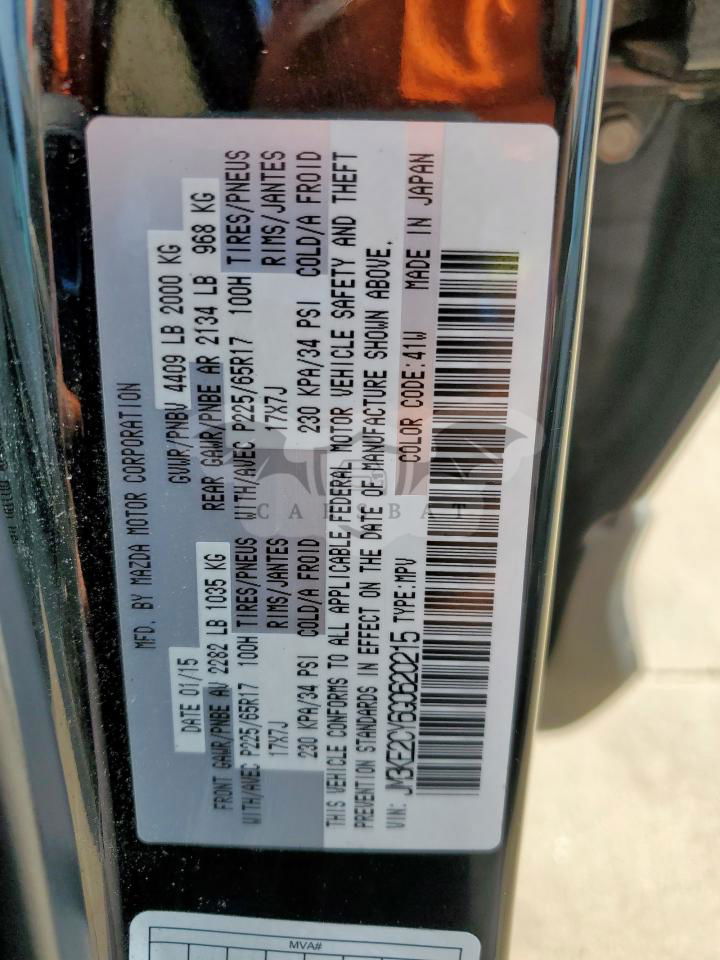 MFD. BY MAZDA MOTOR CORPORATION
DATE 01/15 GVWR/PNBV 4409 LB 2000 KG
FRONT GAWR/PNBE AV 2282 LB 1035 KG REAR GAWR/PNBE AR 2134 LB 968 KG
WITH/AVEC P225/65R17 100H TIRES/PNEUS WITH/AVEC P225/65R17 100H TIRES/PNEUS
17X7J RIMS/JANTES 17X7J RIMS/JANTES
230 KPA/34 PSI COLD/A FROID 230 KPA/34 PSI COLD/A FROID
THIS VEHICLE CONFORMS TO ALL APPLICABLE FEDERAL MOTOR VEHICLE SAFETY AND THEFT
PREVENTION STANDARDS IN EFFECT ON THE DATE OF MANUFACTURE SHOWN ABOVE.
VIN: JM3KE2CY6G0620215 TYPE:MPV COLOR CODE:41W MADE IN JAPAN
CARSBAT
MVA#